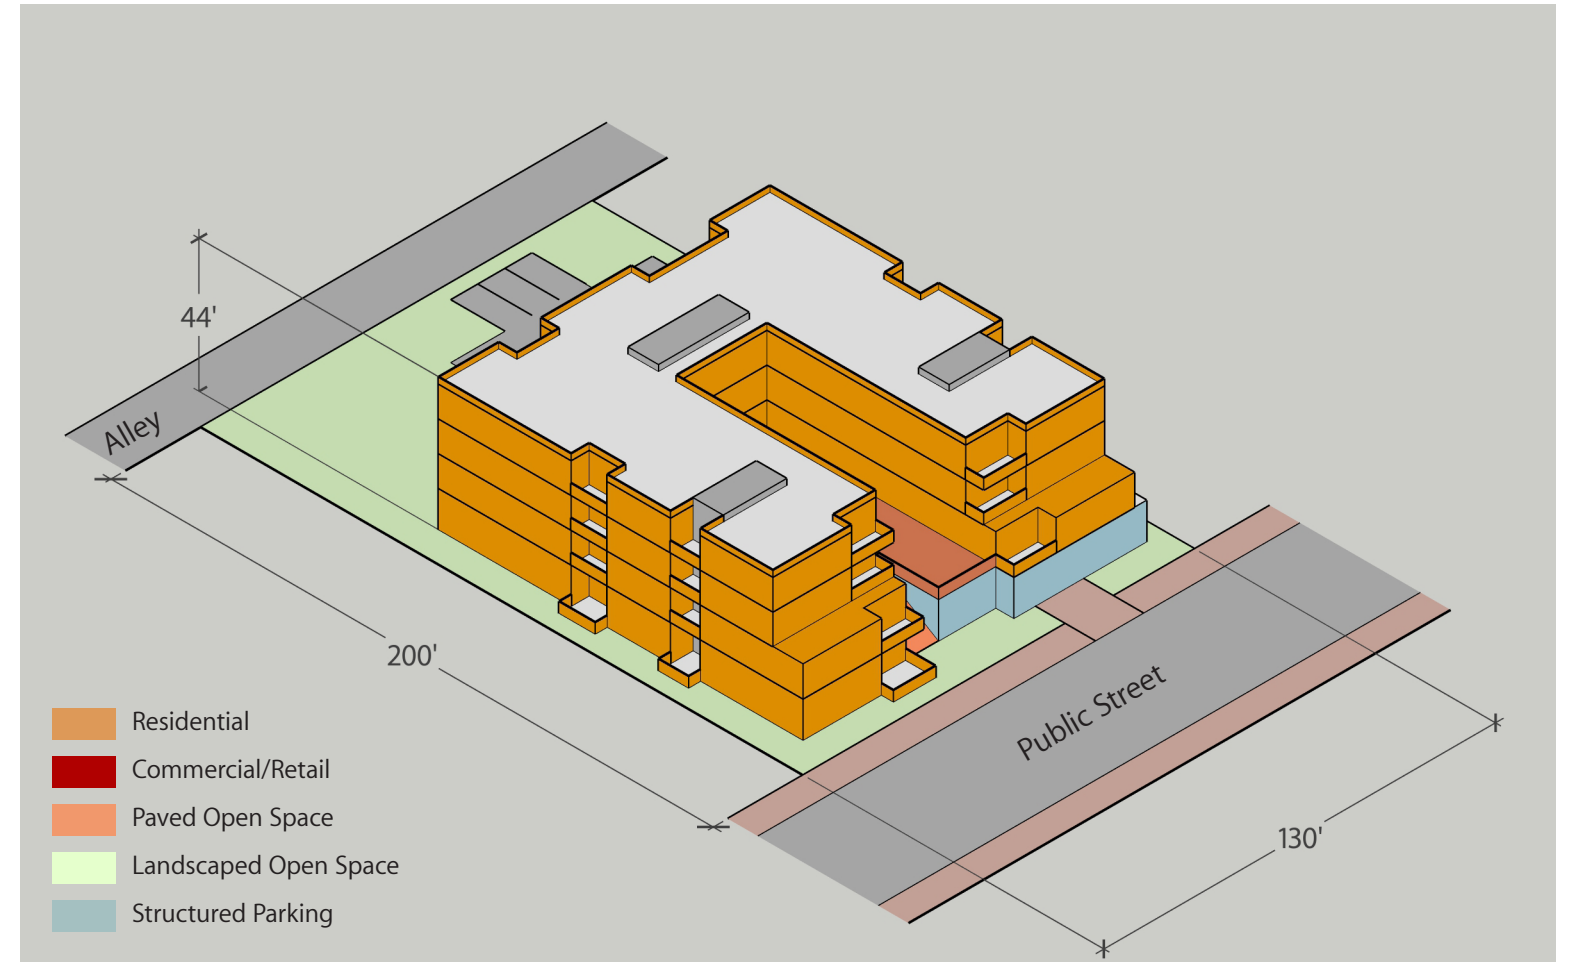 44'
Alley
200'
Public Street
130'
Residential
Commercial/Retail
Paved Open Space
Landscaped Open Space
Structured Parking